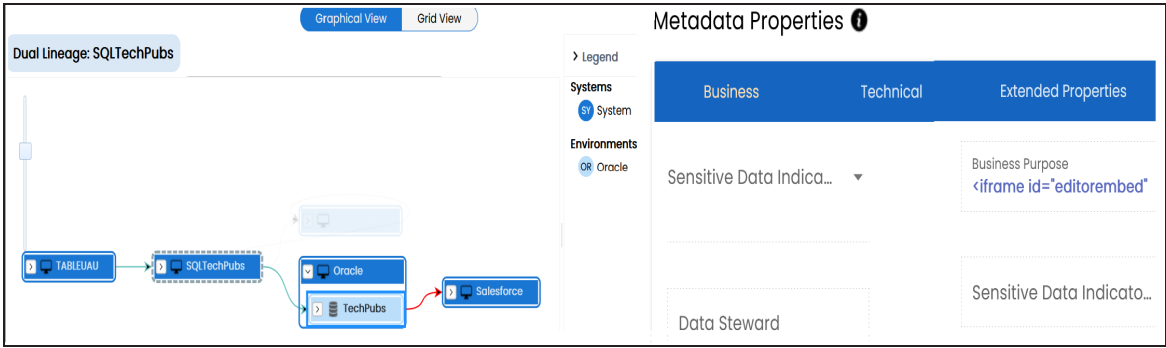 Graphical View
Grid View
Dual Lineage: SQLTechPubs
Legend
Systems
SY System
Environments
OR Oracle
TABLEUAU
SQLTechPubs
Oracle
TechPubs
Salesforce
Metadata Properties
Business
Technical
Extended Properties
Sensitive Data Indica...
Business Purpose
<iframe id="editorembed"
Sensitive Data Indicato...
Data Steward